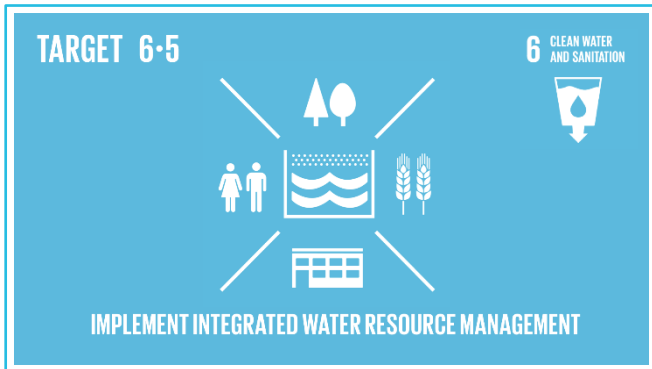 TARGET 6•5
6 CLEAN WATER
AND SANITATION
IMPLEMENT INTEGRATED WATER RESOURCE MANAGEMENT